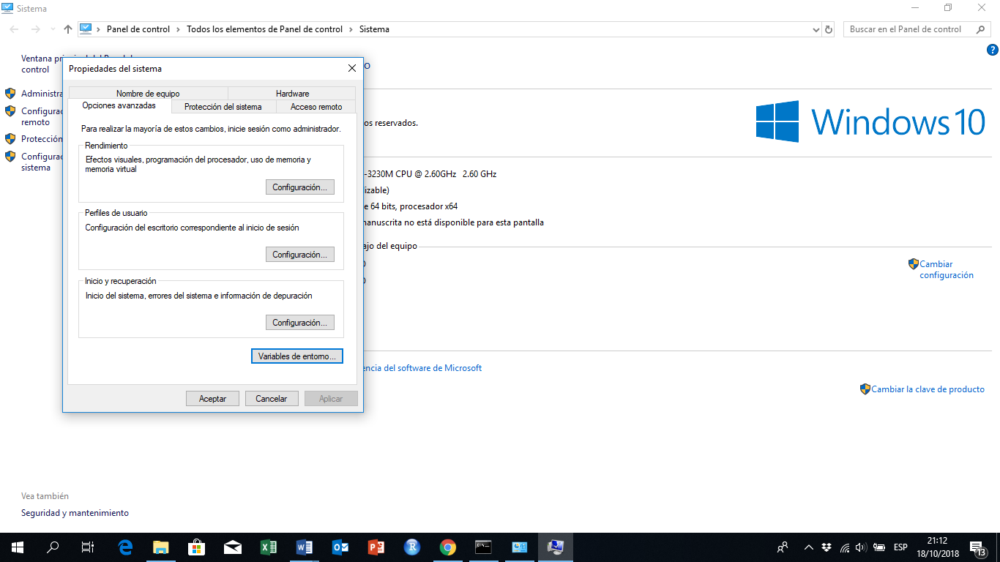 Sistema
Panel de control
Todos los elementos de Panel de control
Sistema
Buscar en el Panel de control
Ventana
control
Propiedades del sistema
Nombre de equipo
Hardware
Opciones avanzadas
Protección del sistema
Acceso remoto
Para realizar la mayoría de estos cambios, inicie sesión como administrador.
Rendimiento
Efectos visuales, programación del procesador, uso de memoria y
memoria virtual
Configuración...
Perfiles de usuario
Configuración del escritorio correspondiente al inicio de sesión
Configuración...
Inicio y recuperación
Inicio del sistema, errores del sistema e información de depuración
Configuración...
Variables de entorno...
Aceptar
Cancelar
Aplicar
Administra
Configurac
remoto
Protección
Configurac
sistema
os reservados.
Windows 10
-3230M CPU @ 2.60GHz 2.60 GHz
izable)
e 64 bits, procesador x64
manuscrita no está disponible para esta pantalla
ajo del equipo
Cambiar
configuración
encia del software de Microsoft
Cambiar la clave de producto
Vea también
Seguridad y mantenimiento
ESP
21:12
18/10/2018
13